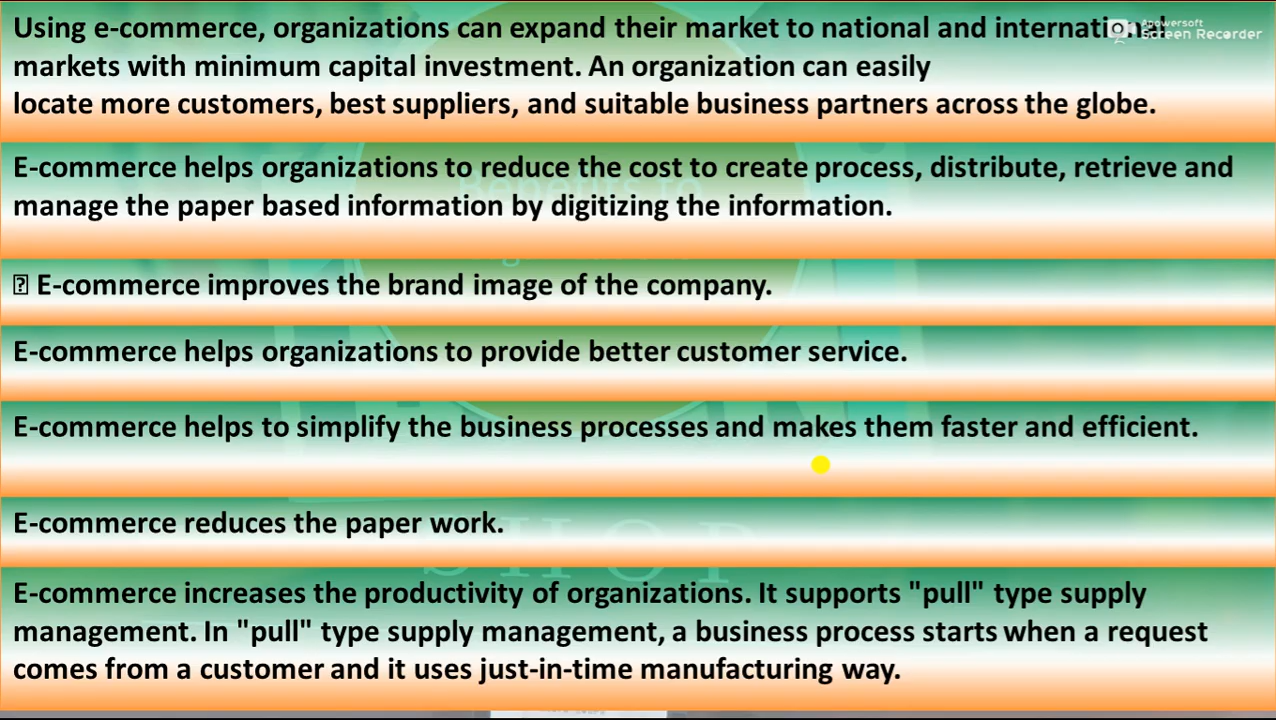 Using e-commerce, organizations can expand their market to national and international
markets with minimum capital investment. An organization can easily
locate more customers, best suppliers, and suitable business partners across the globe.
Apowersoft
Screen Recorder
E-commerce helps organizations to reduce the cost to create process, distribute, retrieve and
manage the paper based information by digitizing the information.
Benefits to
E-commerce improves the brand image of the company.
E-commerce helps organizations to provide better customer service.
E-commerce helps to simplify the business processes and makes them faster and efficient.
E-commerce reduces the paper work.
SHOP
E-commerce increases the productivity of organizations. It supports "pull" type supply
management. In "pull" type supply management, a business process starts when a request
comes from a customer and it uses just-in-time manufacturing way.